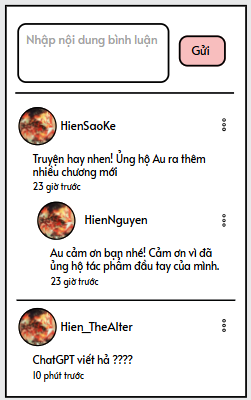 Nhập nội dung bình luận
Gửi
HienSaoKe
Truyện hay nhen! Ủng hộ Au ra thêm
nhiều chương mới
23 giờ trước
HienNguyen
Au cảm ơn bạn nhé! Cảm ơn vì đã
ủng hộ tác phẩm đầu tay của mình.
23 giờ trước
Hien_TheAlter
ChatGPT viết hả ????
10 phút trước